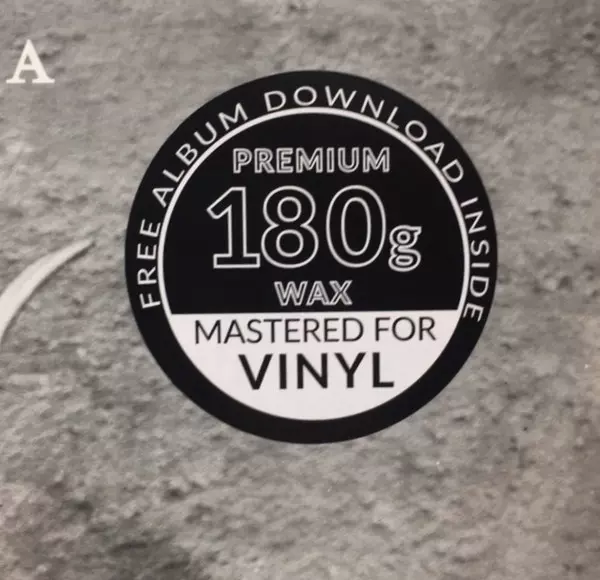 A
FREE ALBUM DOWNLOAD INSIDE
PREMIUM
180g
WAX
MASTERED FOR
VINYL